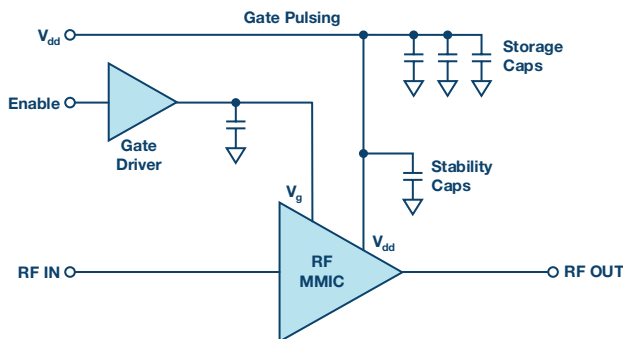 Gate Pulsing
Vdd
Storage
Caps
Enable
Gate
Driver
Stability
Caps
Vg
Vdd
RF IN
RF
MMIC
RF OUT